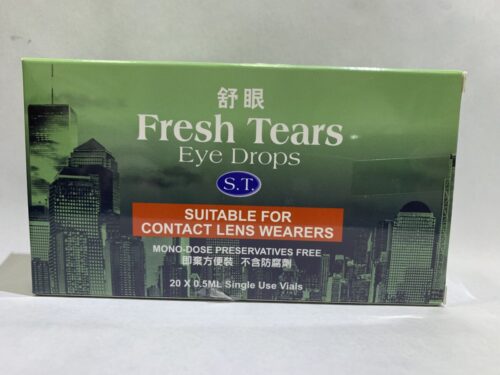 舒眼
Fresh Tears
Eye Drops
S.T.
SUITABLE FOR
CONTACT LENS WEARERS
MONO-DOSE PRESERVATIVES FREE
即棄方便裝 不含防腐劑
20 X 0.5ML Single Use Vials